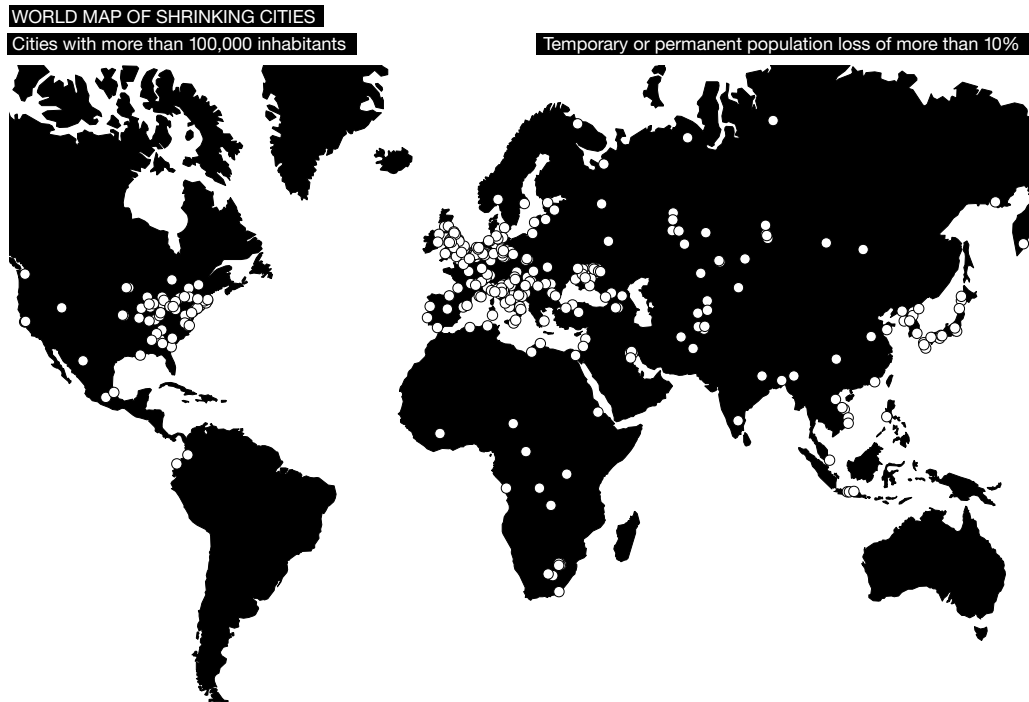 WORLD MAP OF SHRINKING CITIES
Cities with more than 100,000 inhabitants
Temporary or permanent population loss of more than 10%